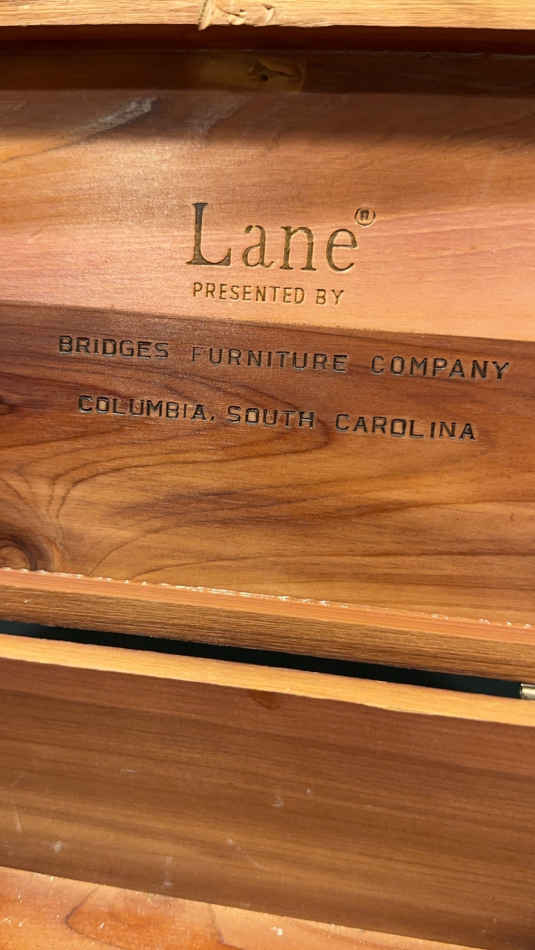 Lane®
PRESENTED BY
BRIDGES FURNITURE COMPANY
COLUMBIA, SOUTH CAROLINA